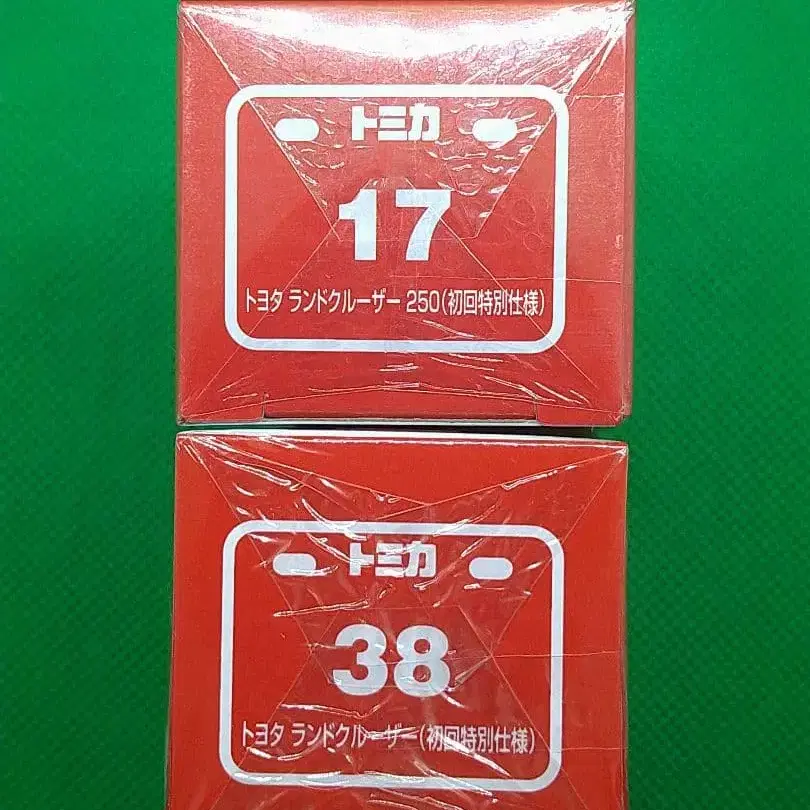 トミカ
17
トヨタ ランドクルーザー 250(初回特別仕様)
トミカ
38
トヨタ ランドクルーザー(初回特別仕様)